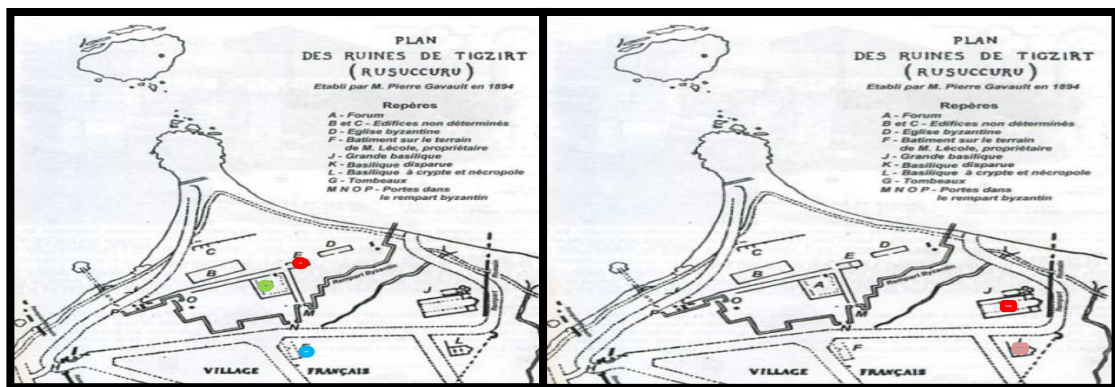 PLAN
DES RUINES DE TIGZIRT
(RUSUCCURU)
Etabli par M. Pierre Gavault en 1894
Repères
A - Forum
B et C - Edifices non déterminés
D - Eglise byzantine
F - Batiment sur le terrain
de M. Lécole, propriétaire
J - Grande basilique
K - Basilique disparue
L - Basilique à crypte et nécropole
G - Tombeaux
M N O P - Portes dans
le rempart byzantin
C
D
E
B
Rempart Byzantin
O
P
M
N
L
VILLAGE FRANÇAIS
PLAN
DES RUINES DE TIGZIRT
(RUSUCCURU)
Etabli par M. Pierre Gavault en 1894
Repères
A - Forum
B et C - Edifices non déterminés
D - Eglise byzantine
F - Batiment sur le terrain
de M. Lécole, propriétaire
J - Grande basilique
K - Basilique disparue
L - Basilique à crypte et nécropole
G - Tombeaux
M N O P - Portes dans
le rempart byzantin
C
D
E
B
A
Rempart Byzantin
O
P
M
N
F
VILLAGE FRANÇAIS